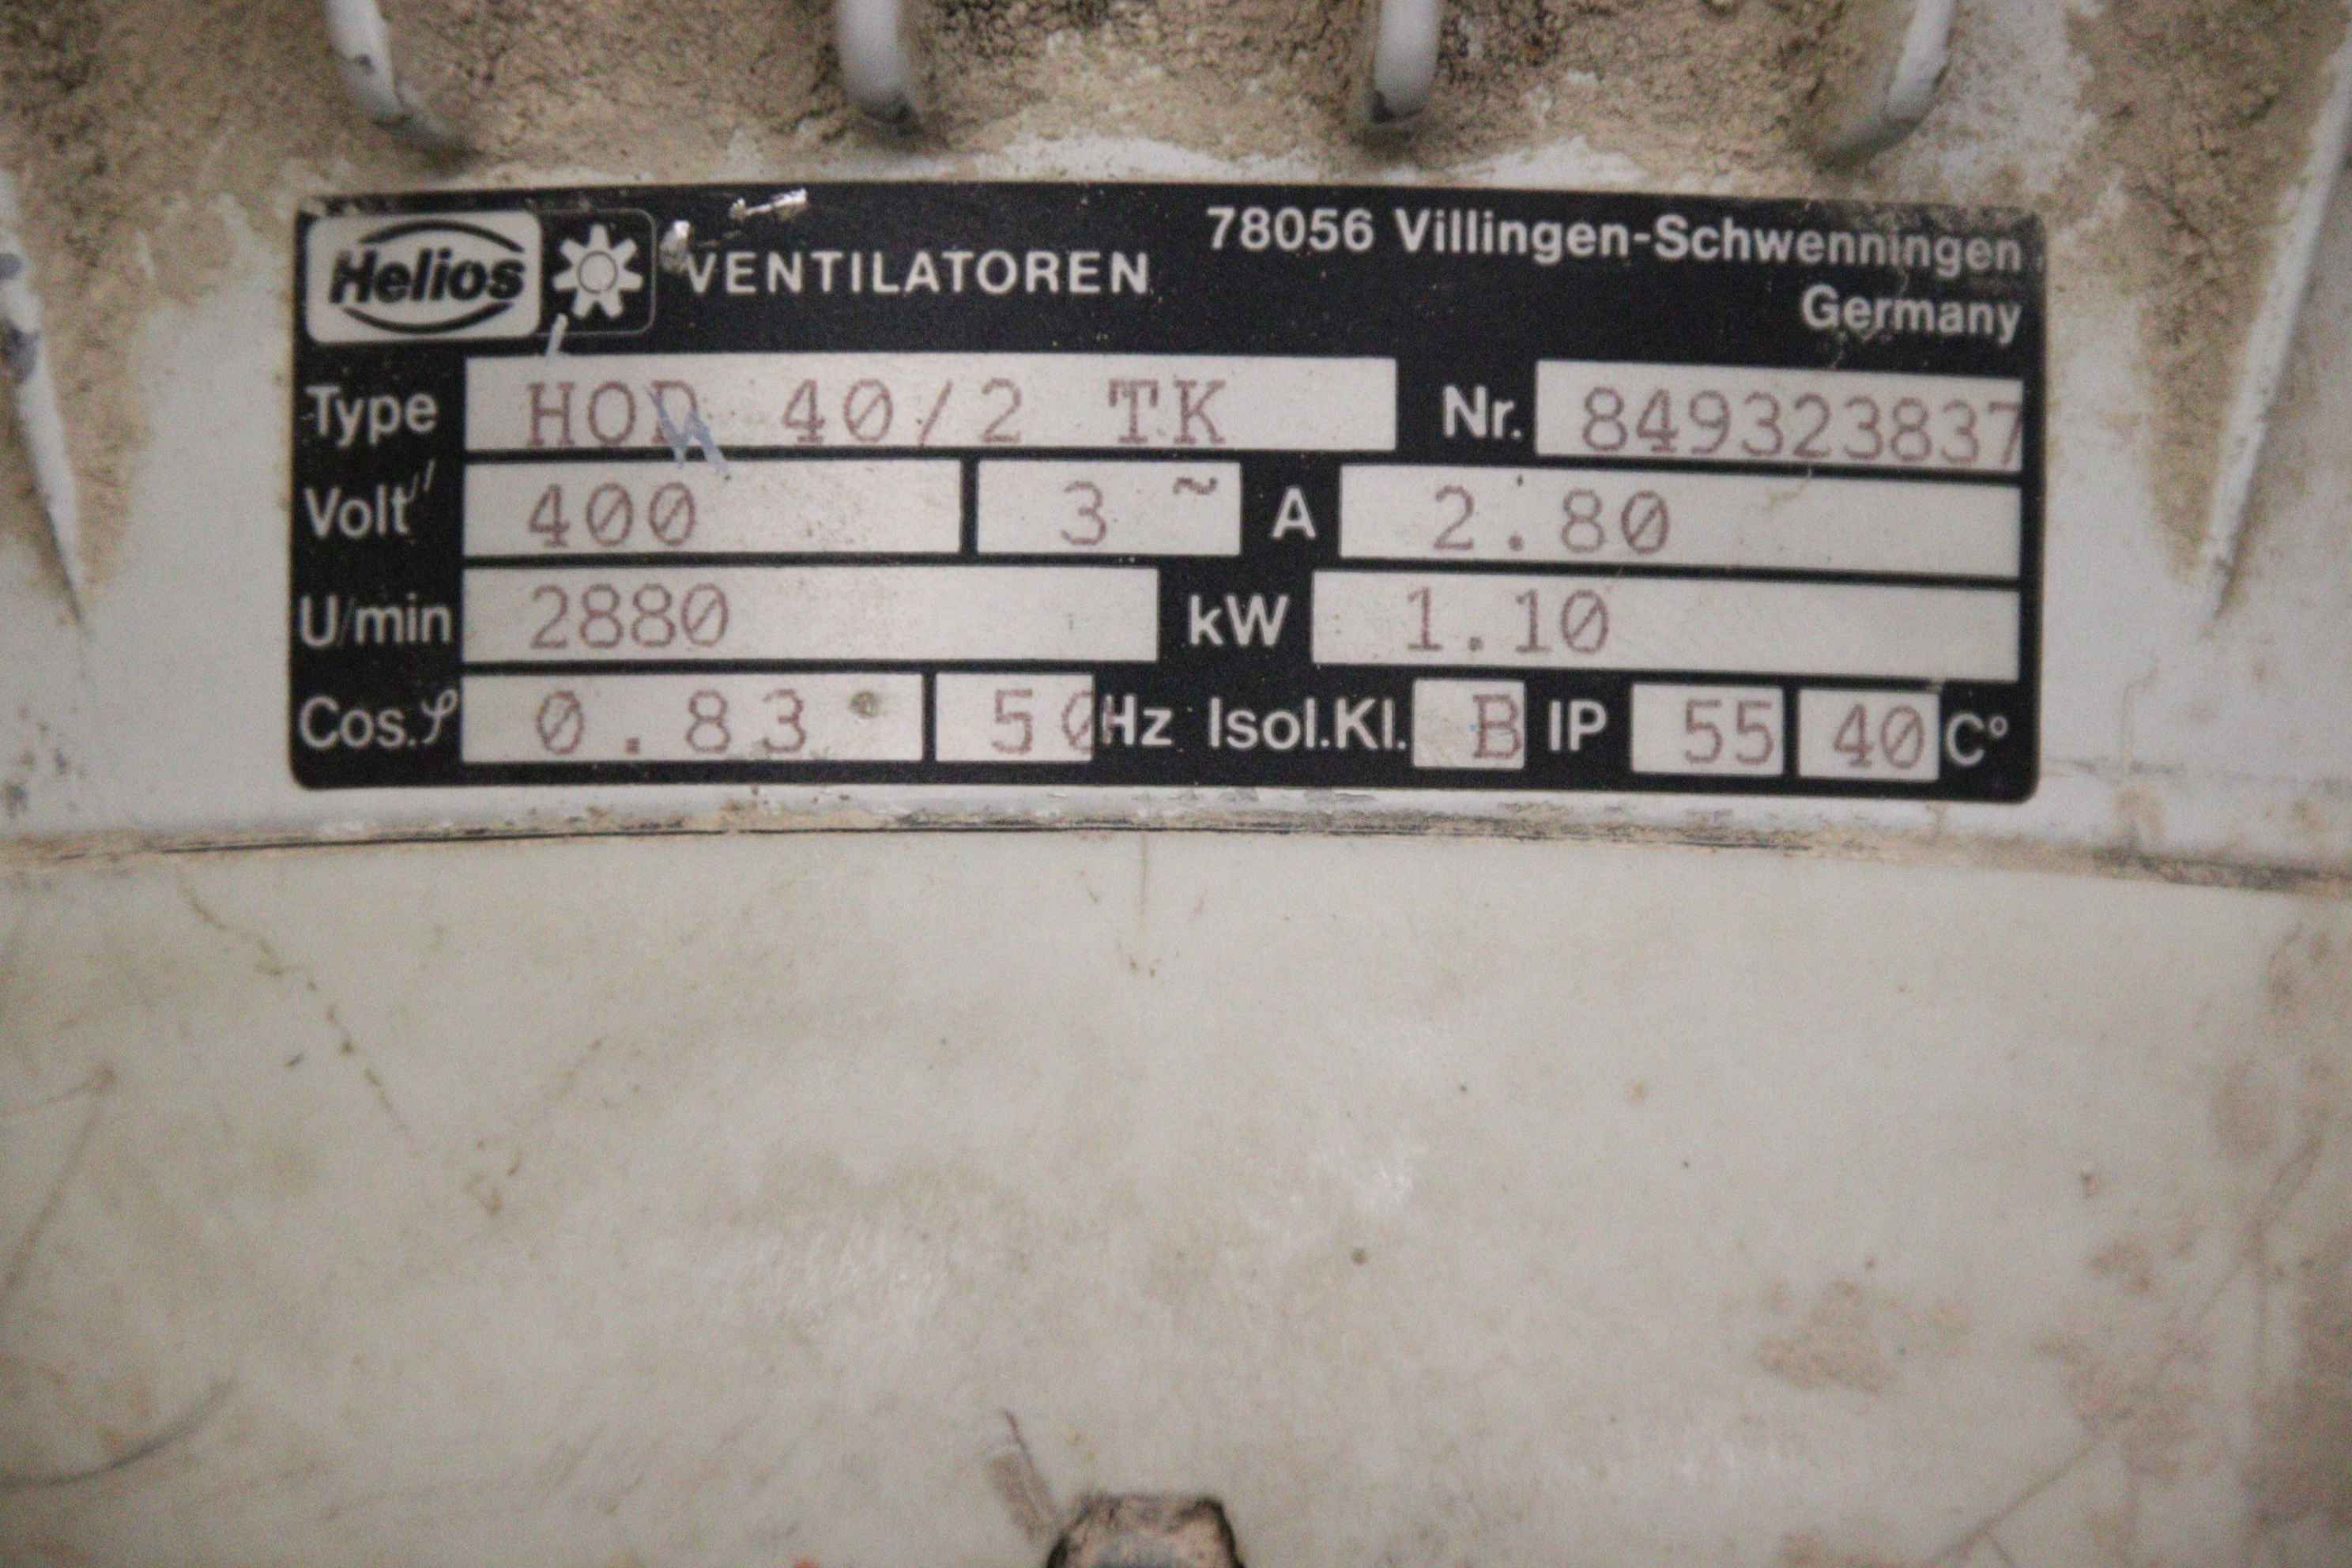 Helios VENTILATOREN
78056 Villingen-Schwenningen
Germany
Type HOD 40/2 TK Nr. 849323837
Volt 400 3 ~ A 2.80
U/min 2880 kW 1.10
Cos.φ 0.83 50 Hz Isol.Kl. B IP 55 40 C°